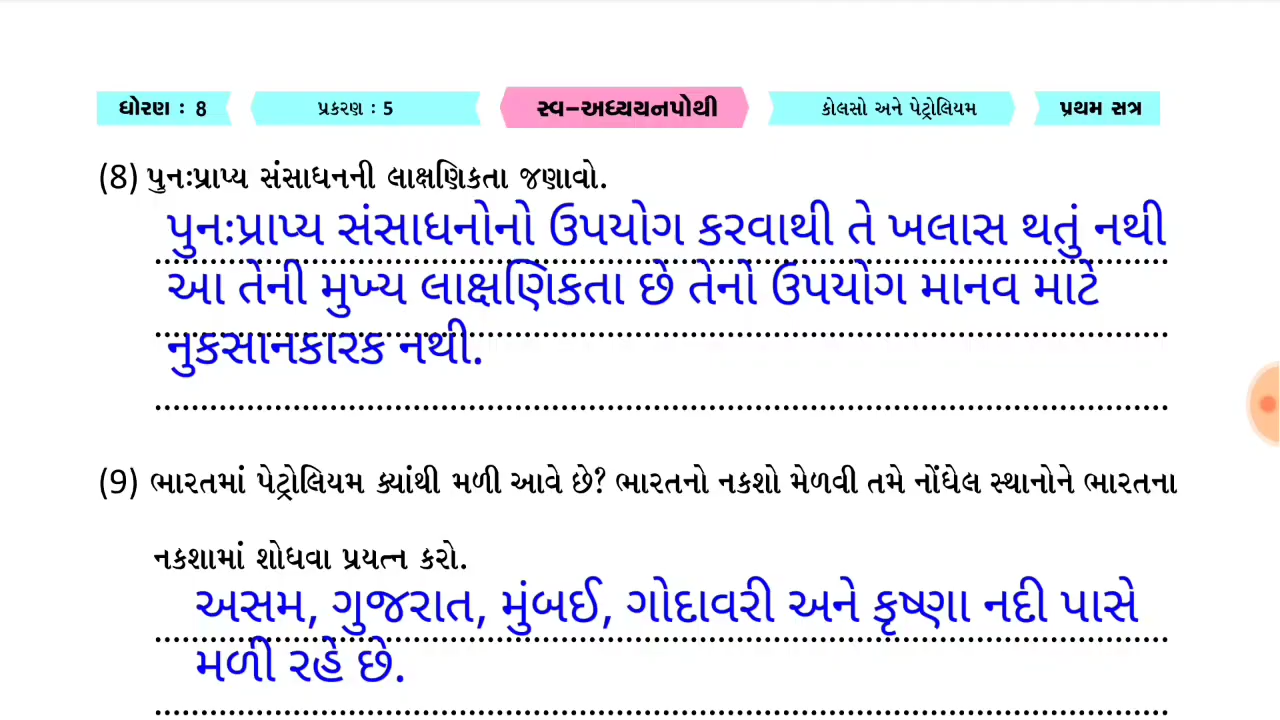 ધોરણ : 8 પ્રકરણ : 5 સ્વ-અધ્યયનપોથી કોલસો અને પેટ્રોલિયમ પ્રથમ સત્ર
(8) પુનઃપ્રાપ્ય સંસાધનની લાક્ષણિકતા જણાવો.
પુનઃપ્રાપ્ય સંસાધનોનો ઉપયોગ કરવાથી તે ખલાસ થતું નથી
આ તેની મુખ્ય લાક્ષણિકતા છે તેનો ઉપયોગ માનવ માટે
નુકસાનકારક નથી.
(9) ભારતમાં પેટ્રોલિયમ ક્યાંથી મળી આવે છે? ભારતનો નકશો મેળવી તમે નોંધેલ સ્થાનોને ભારતના
નકશામાં શોધવા પ્રયત્ન કરો.
અસમ, ગુજરાત, મુંબઈ, ગોદાવરી અને કૃષ્ણા નદી પાસે
મળી રહે છે.